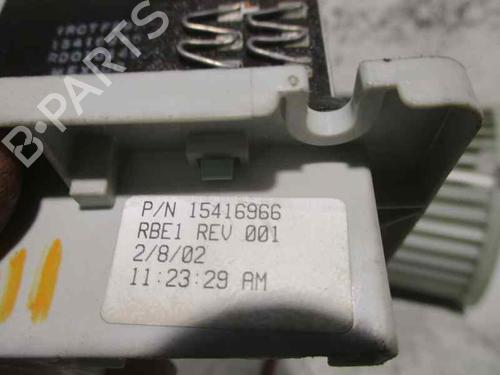 B-PARTS
P/N 15416966
RBE1 REV 001
2/8/02
11:23:29 AM